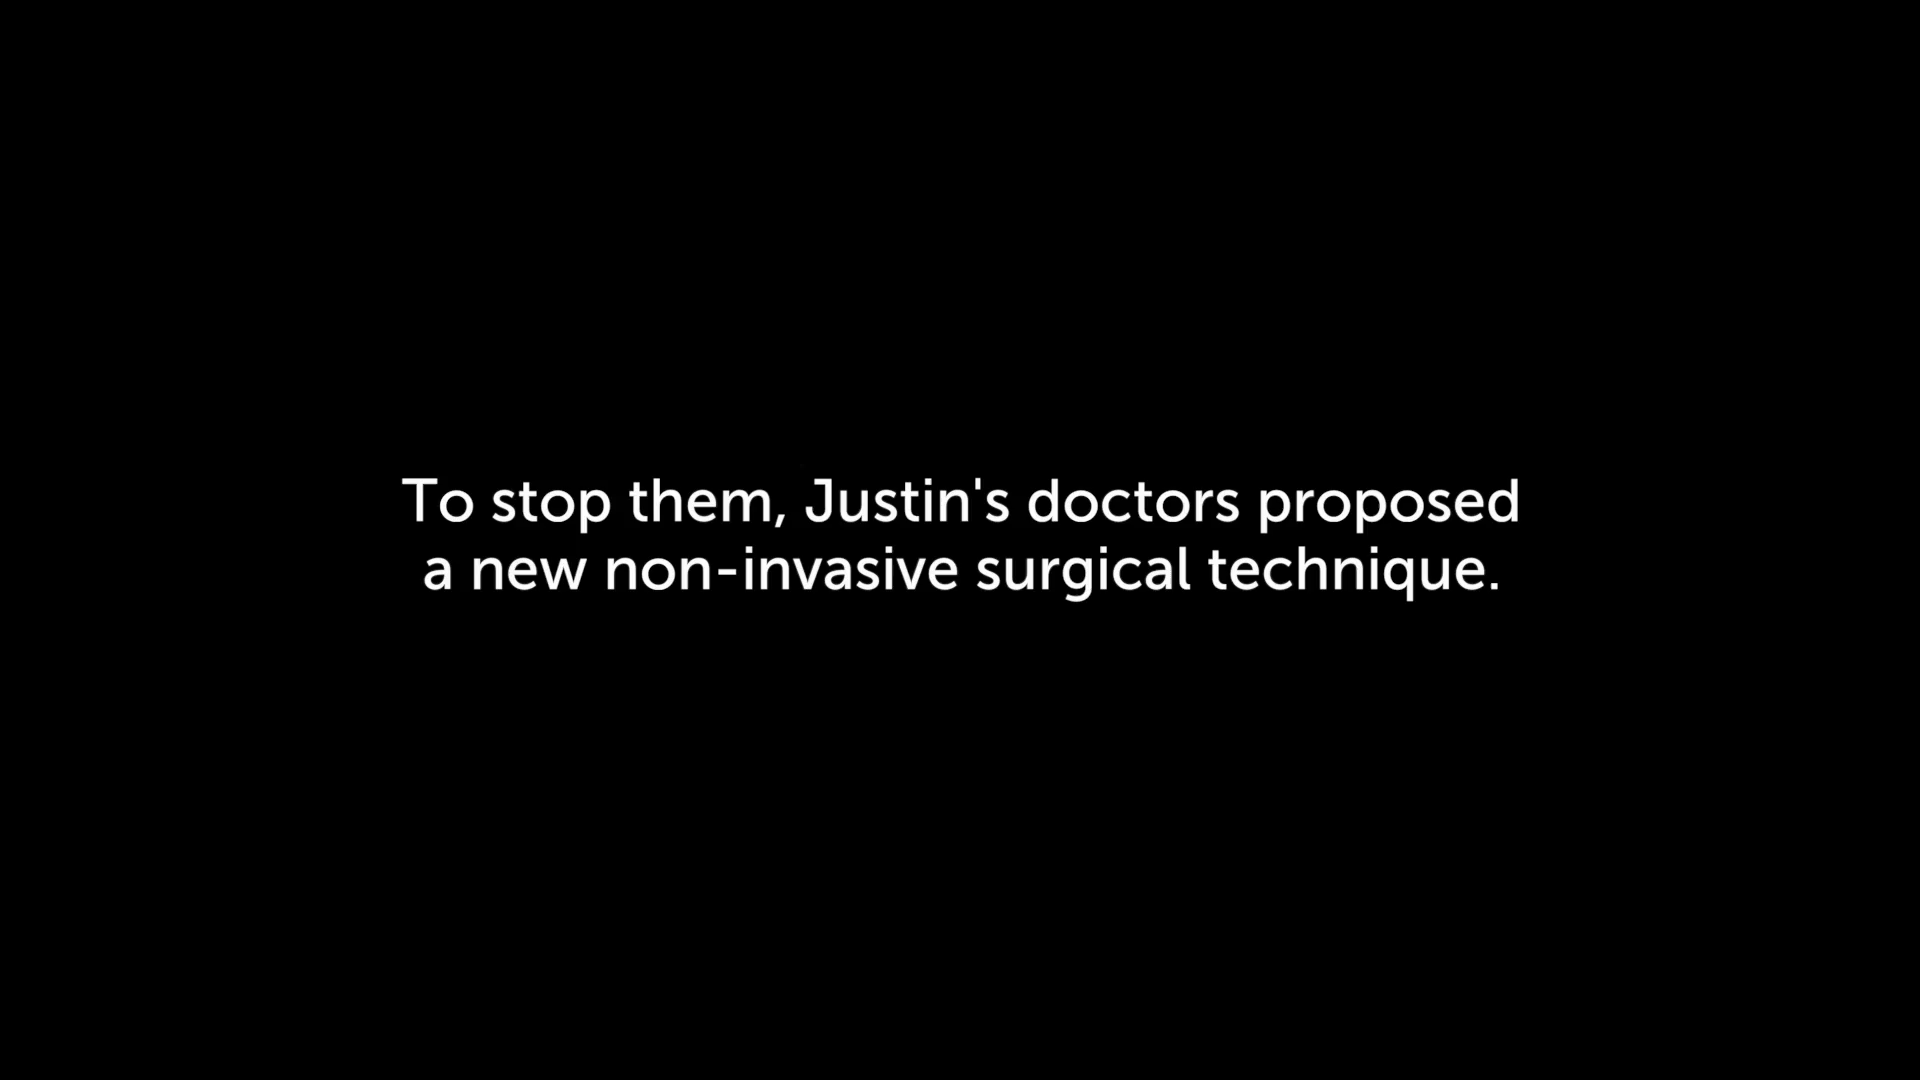 To stop them, Justin's doctors proposed
a new non-invasive surgical technique.